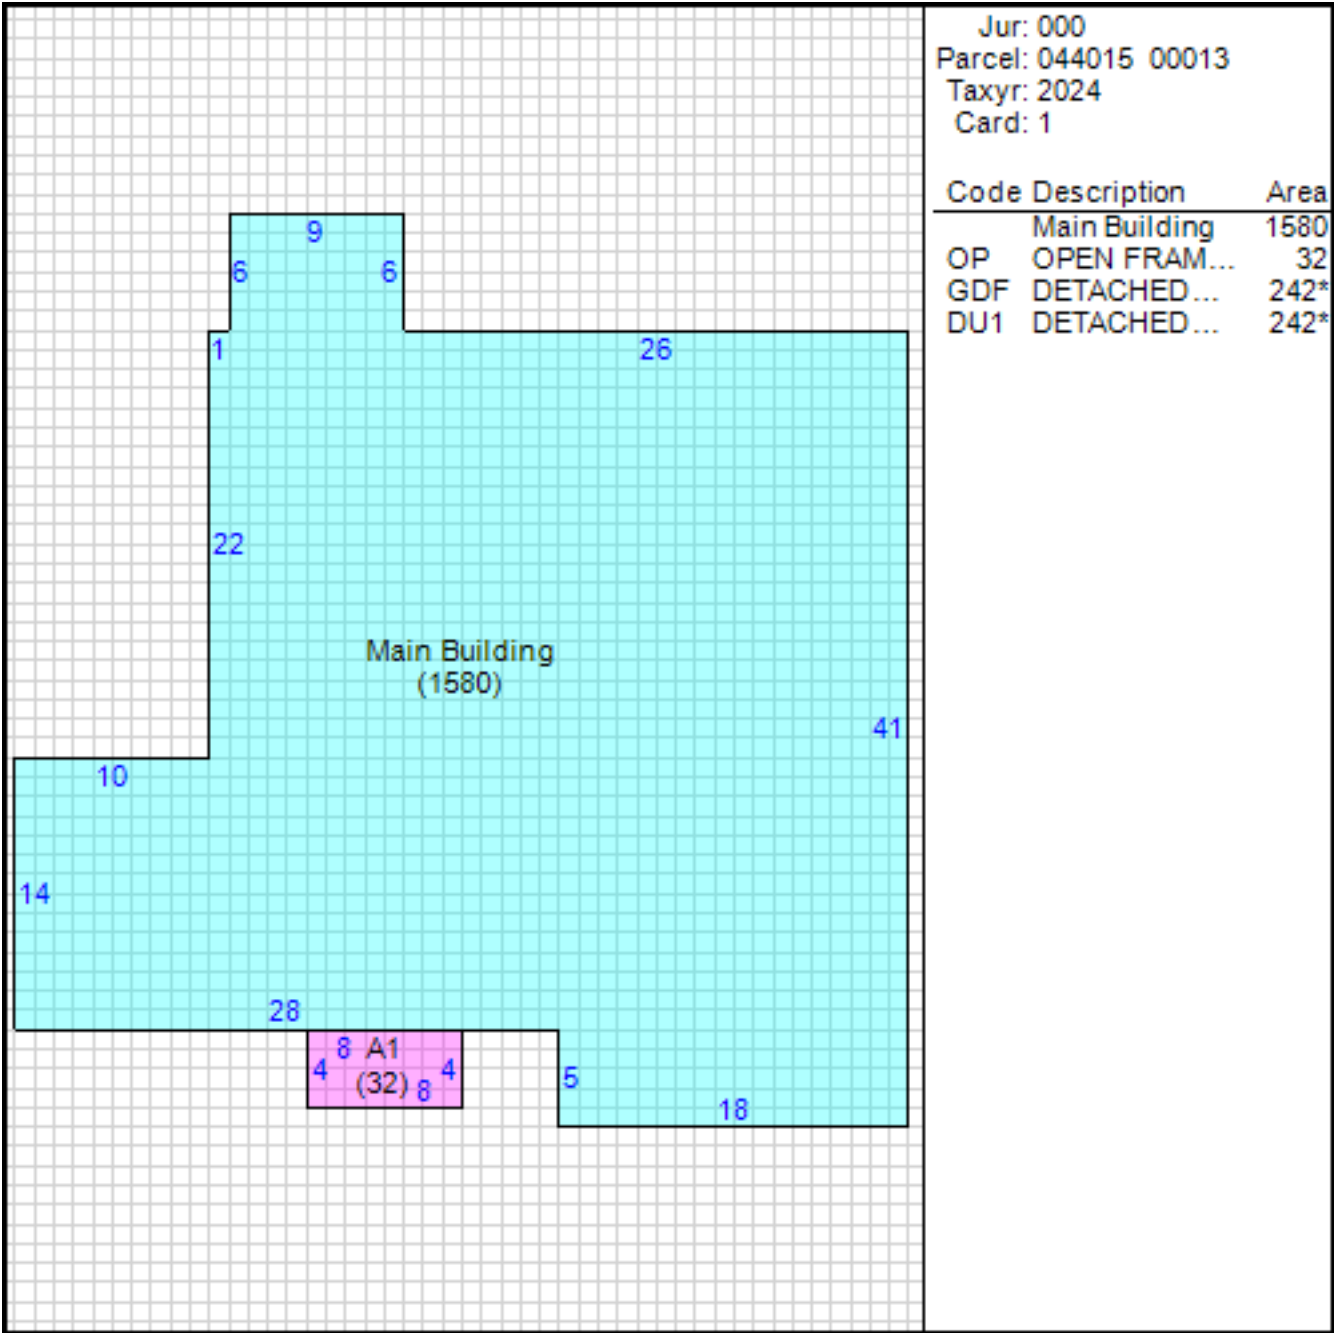 Jur: 000
Parcel: 044015 00013
Taxyr: 2024
Card: 1
Code Description Area
Main Building 1580
OP OPEN FRAM... 32
GDF DETACHED... 242*
DU1 DETACHED... 242*
9
6 6
1 26
22
Main Building
(1580)
41
10
14
28
8 A1
4 (32) 8 4
5
18